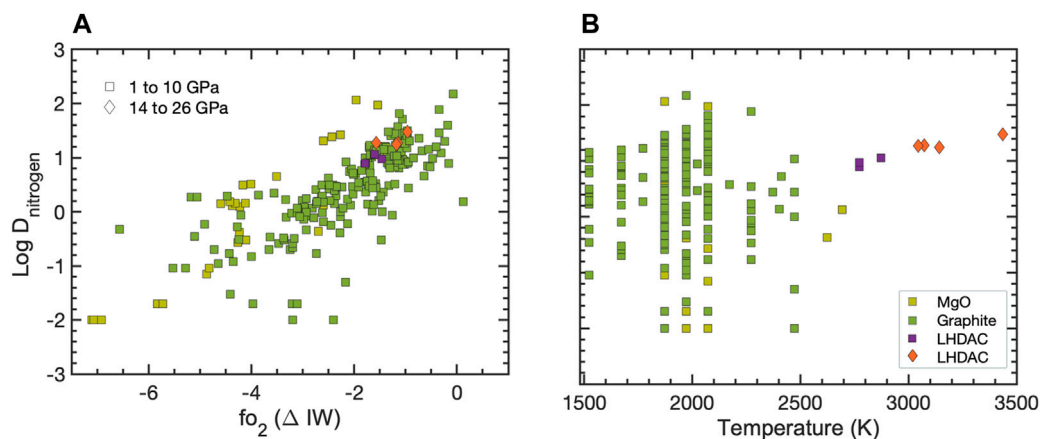 A
3
2
1
0
-1
-2
-3
Log D nitrogen
1 to 10 GPa
14 to 26 GPa
-6 -4 -2 0
fo₂ (Δ IW)
B
MgO
Graphite
LHDAC
LHDAC
1500 2000 2500 3000 3500
Temperature (K)